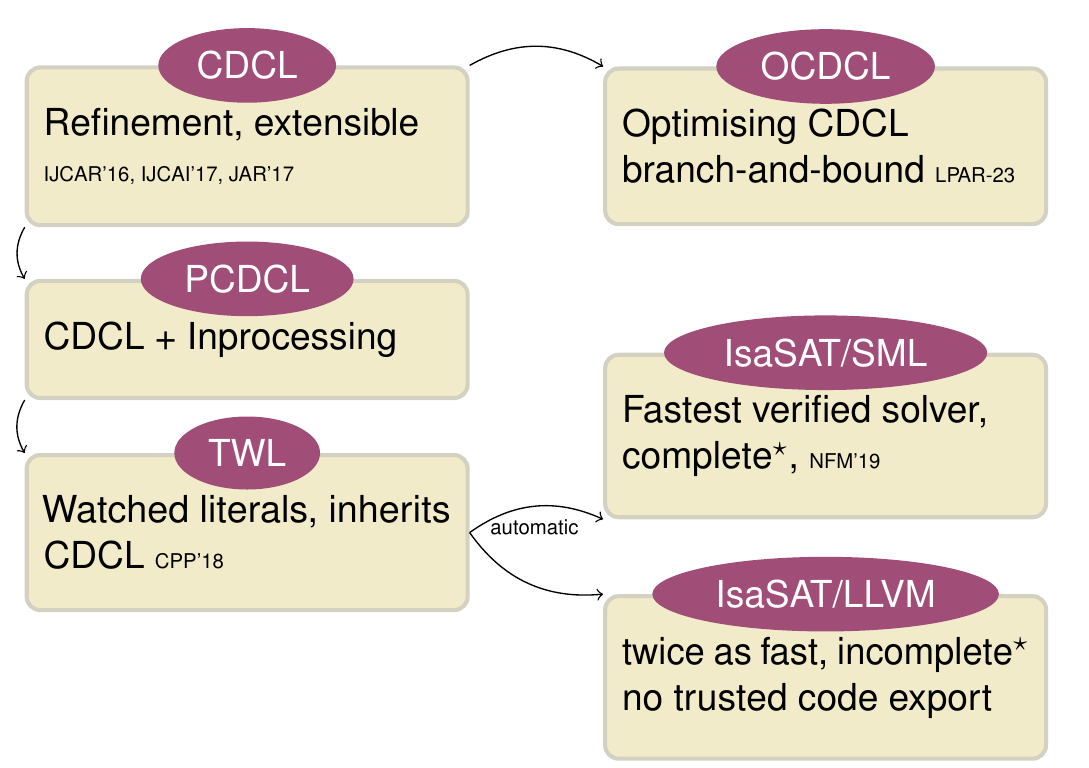 CDCL
Refinement, extensible
IJCAR'16, IJCAI'17, JAR'17
OCDCL
Optimising CDCL
branch-and-bound LPAR-23
PCDCL
CDCL + Inprocessing
TWL
Watched literals, inherits
CDCL CPP'18
automatic
IsaSAT/SML
Fastest verified solver,
complete*, NFM'19
IsaSAT/LLVM
twice as fast, incomplete*
no trusted code export